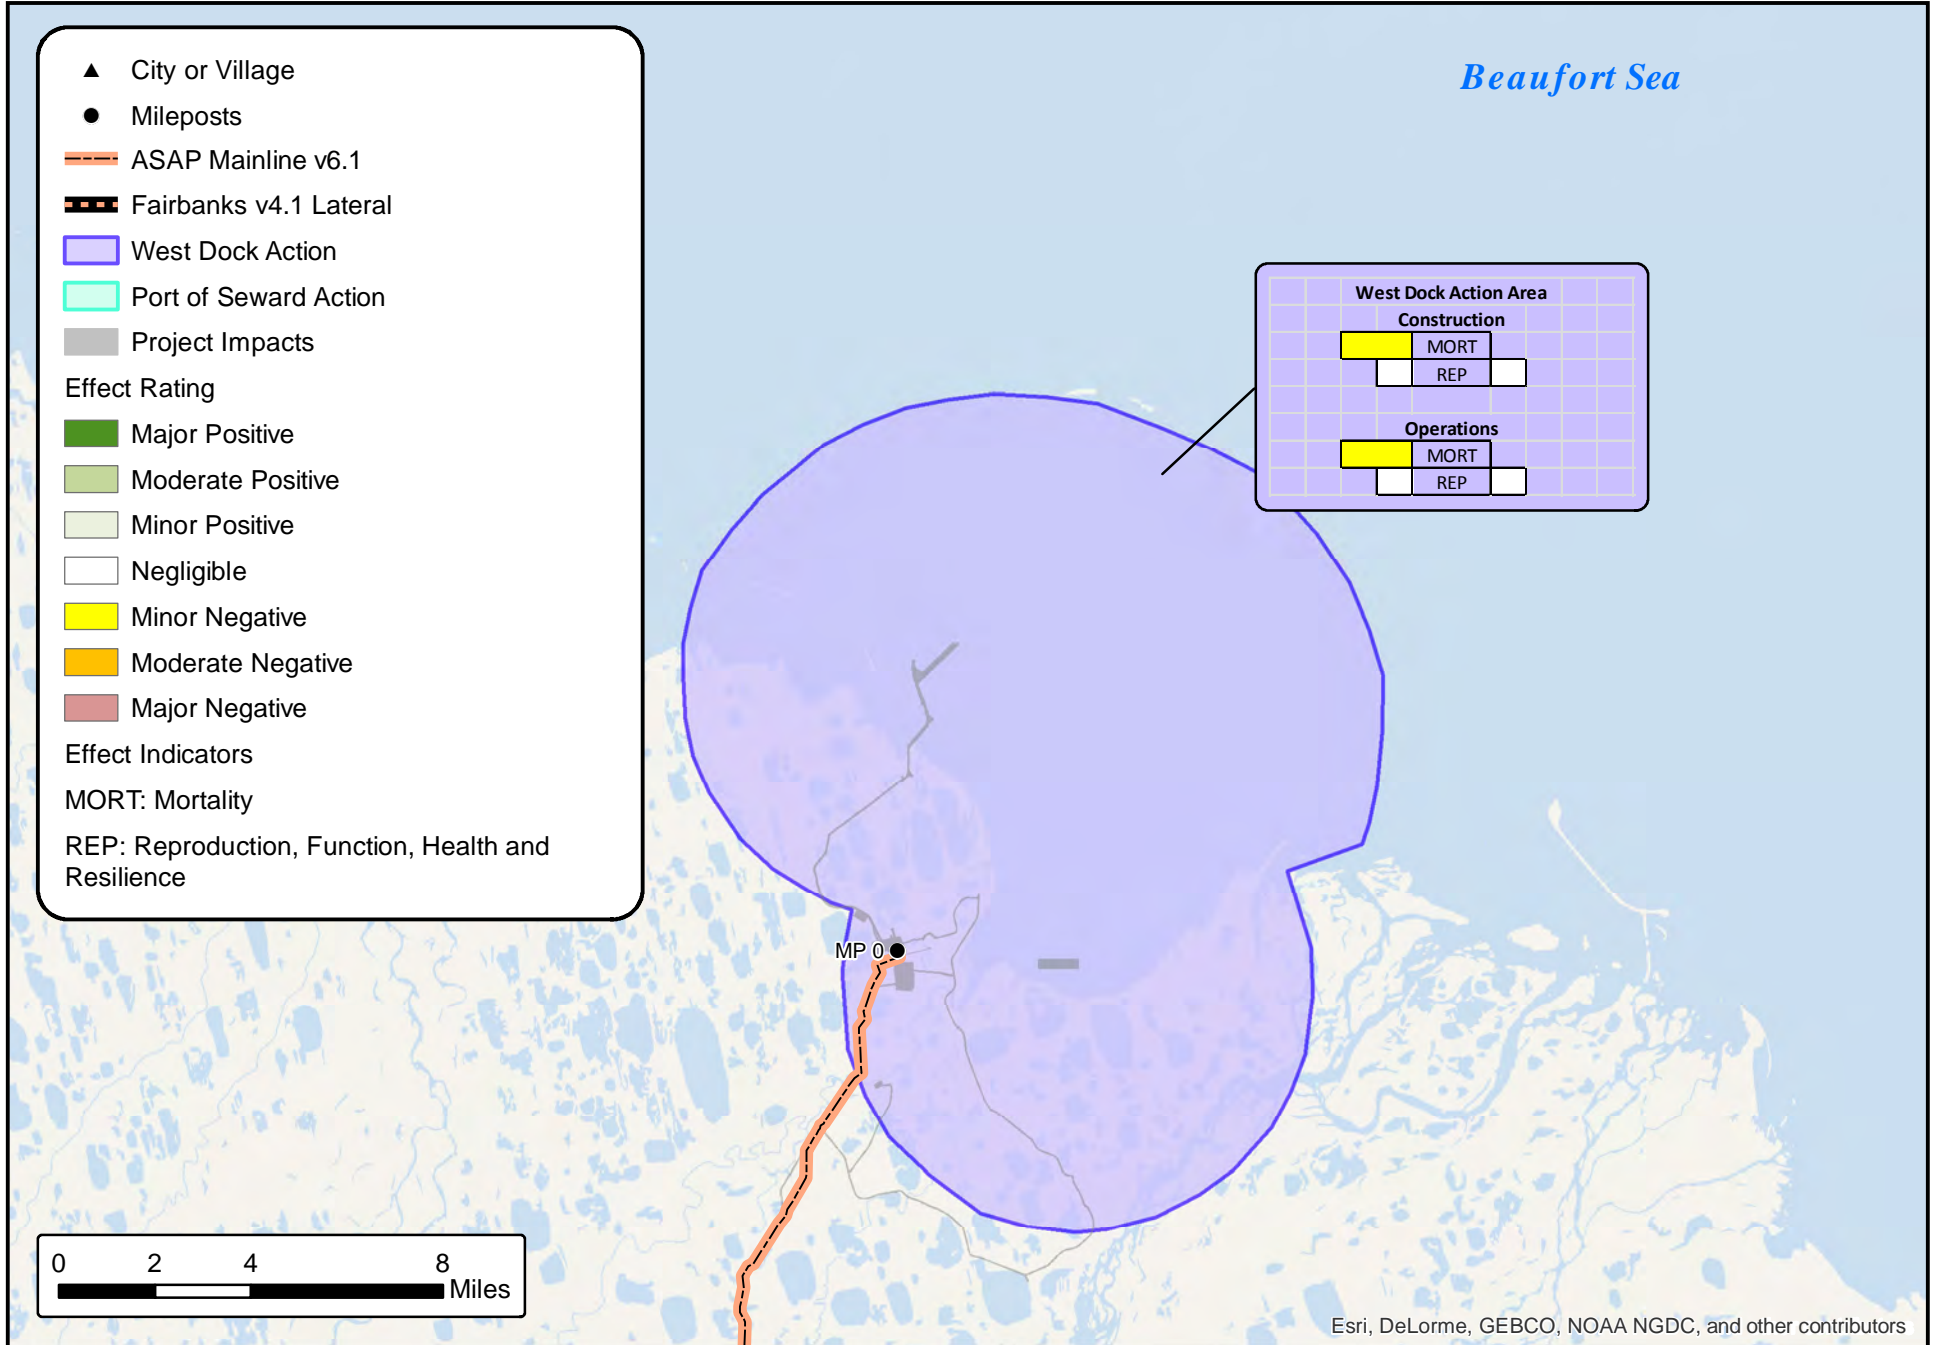 City or Village
Mileposts
ASAP Mainline v6.1
Fairbanks v4.1 Lateral
West Dock Action
Port of Seward Action
Project Impacts
Effect Rating
Major Positive
Moderate Positive
Minor Positive
Negligible
Minor Negative
Moderate Negative
Major Negative
Effect Indicators
MORT: Mortality
REP: Reproduction, Function, Health and
Resilience
Beaufort Sea
West Dock Action Area
Construction
MORT
REP
Operations
MORT
REP
MP 0
0 2 4 8
Miles
Esri, DeLorme, GEBCO, NOAA NGDC, and other contributors